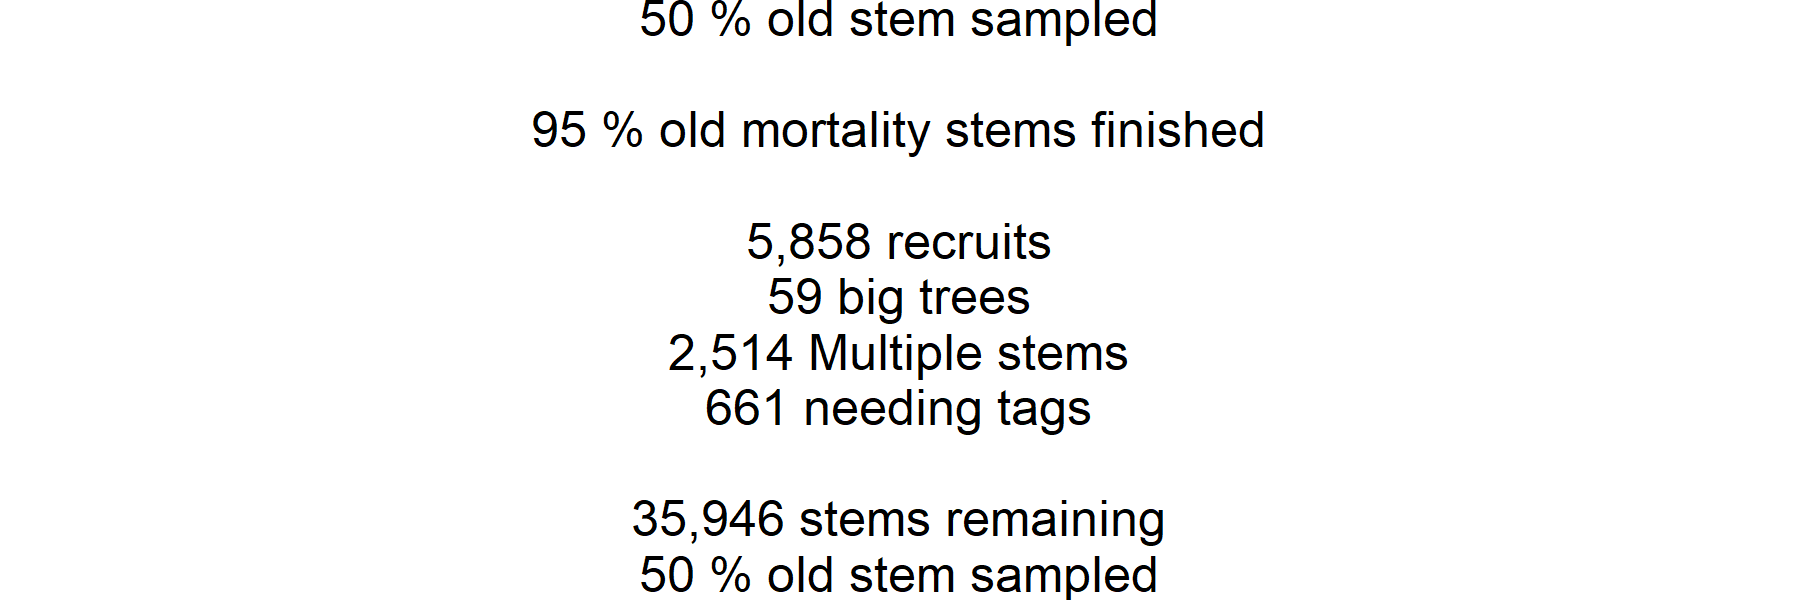 50 % old stem sampled
95 % old mortality stems finished
5,858 recruits
59 big trees
2,514 Multiple stems
661 needing tags
35,946 stems remaining
50 % old stem sampled